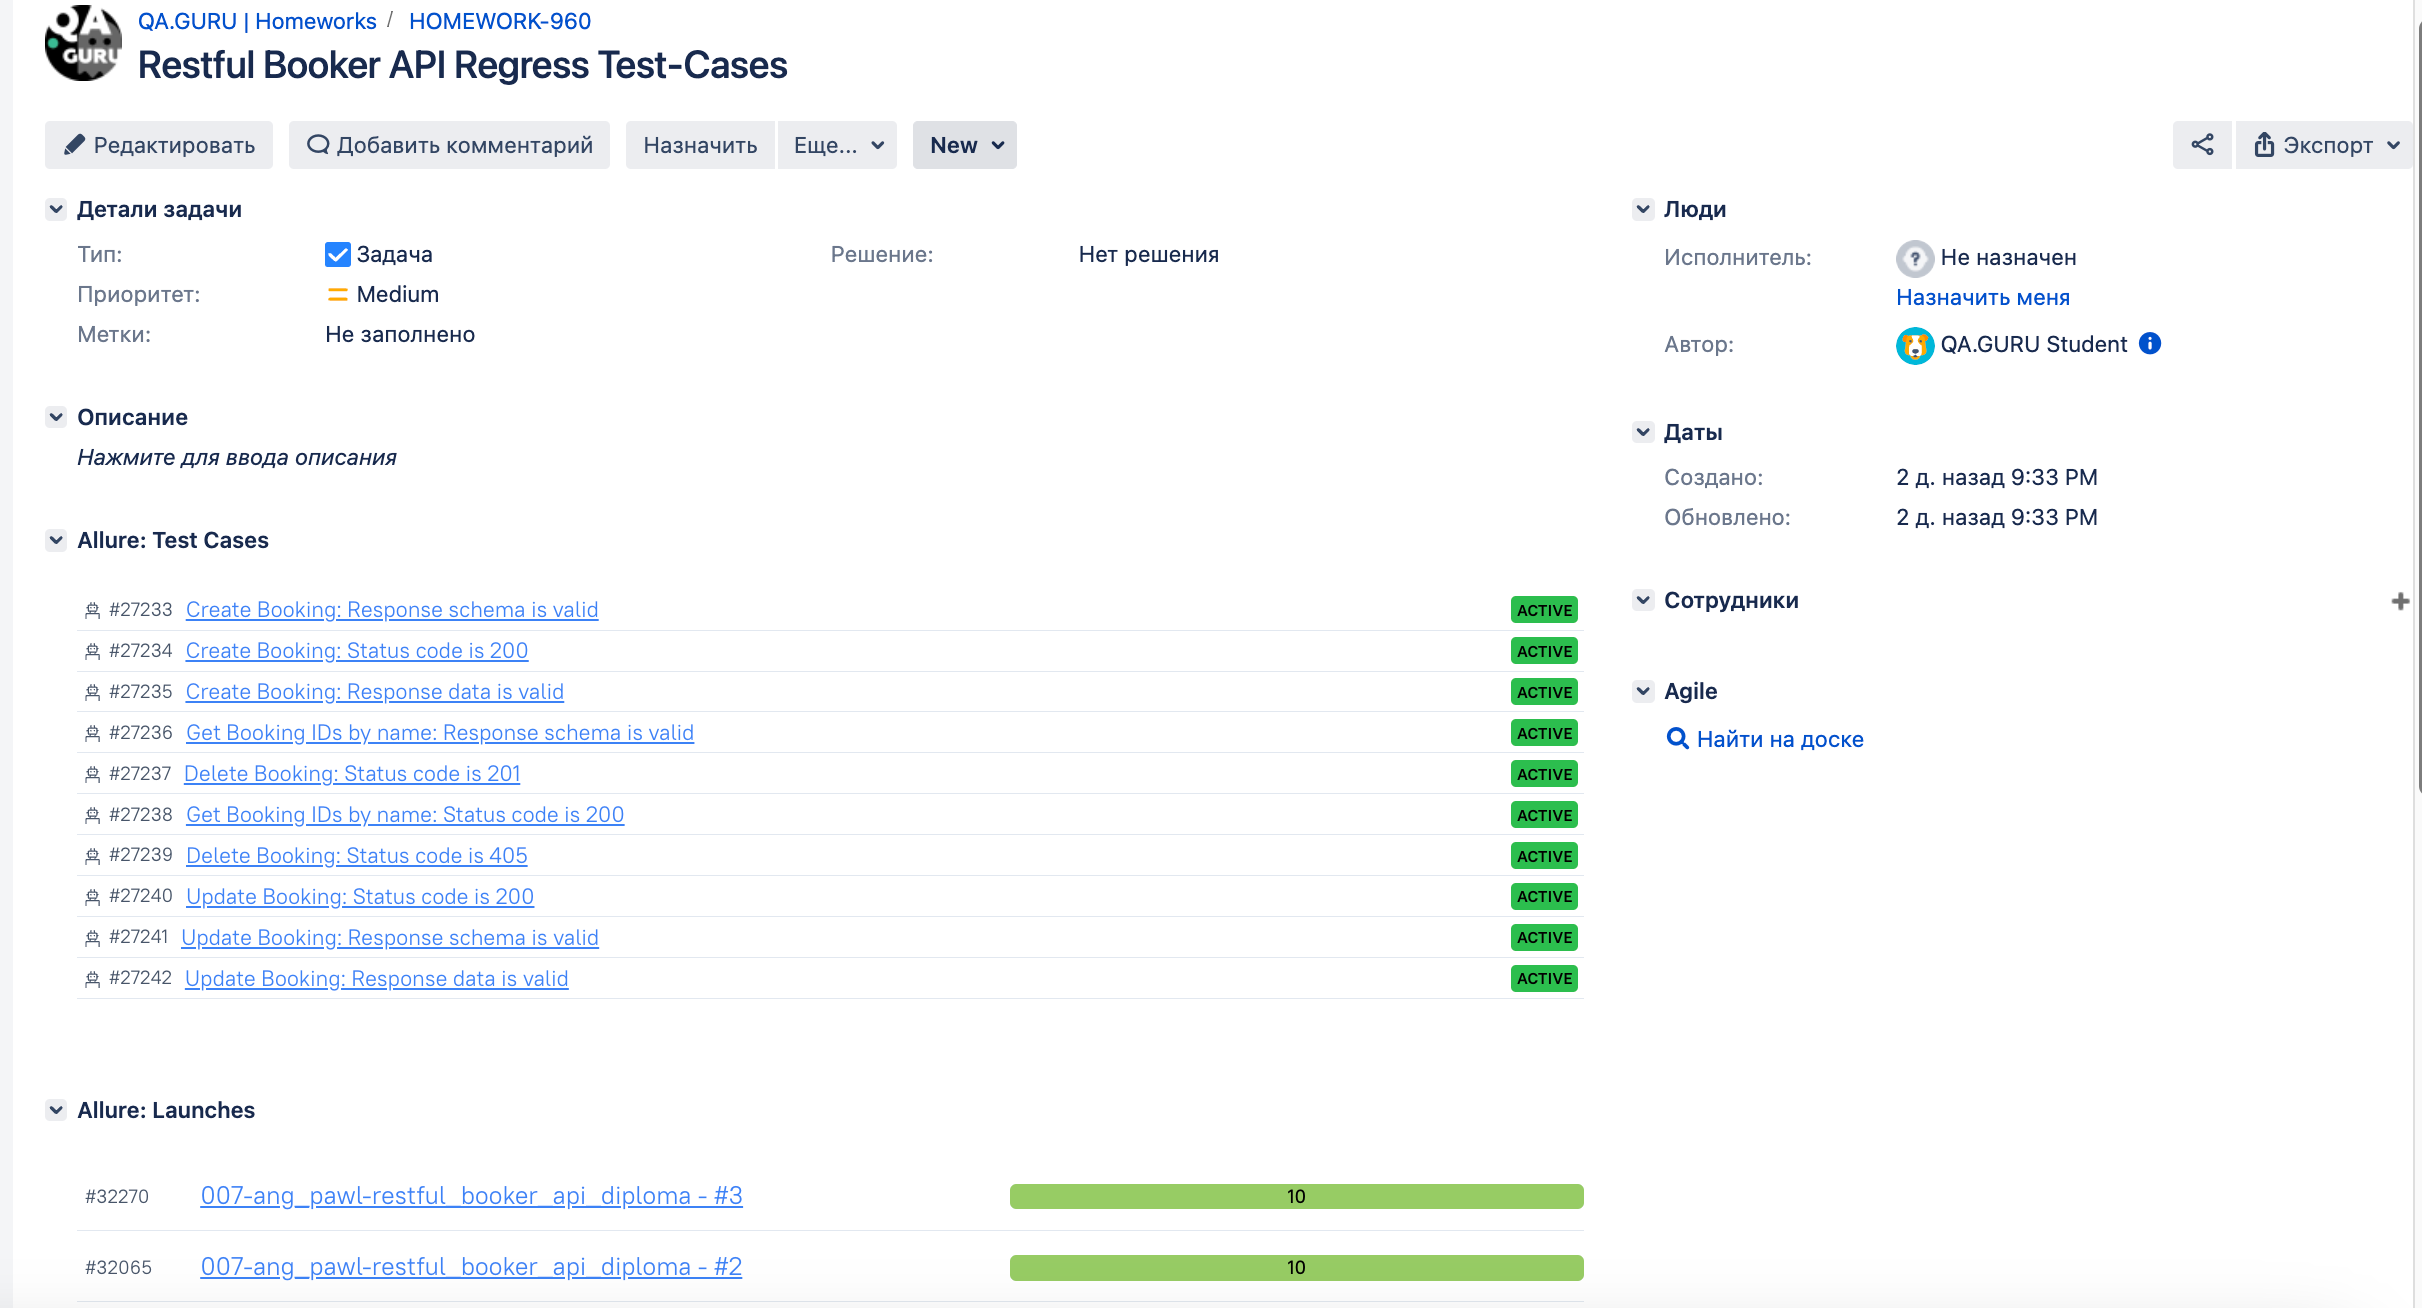 QA
GURU
QA.GURU | Homeworks / HOMEWORK-960
Restful Booker API Regress Test-Cases
Редактировать
Добавить комментарий
Назначить
Еще...
New
Экспорт
Детали задачи
Тип: Задача
Решение: Нет решения
Приоритет: Medium
Метки: Не заполнено
Описание
Нажмите для ввода описания
Allure: Test Cases
#27233 Create Booking: Response schema is valid ACTIVE
#27234 Create Booking: Status code is 200 ACTIVE
#27235 Create Booking: Response data is valid ACTIVE
#27236 Get Booking IDs by name: Response schema is valid ACTIVE
#27237 Delete Booking: Status code is 201 ACTIVE
#27238 Get Booking IDs by name: Status code is 200 ACTIVE
#27239 Delete Booking: Status code is 405 ACTIVE
#27240 Update Booking: Status code is 200 ACTIVE
#27241 Update Booking: Response schema is valid ACTIVE
#27242 Update Booking: Response data is valid ACTIVE
Allure: Launches
#32270 007-ang_pawl-restful_booker_api_diploma - #3 10
#32065 007-ang_pawl-restful_booker_api_diploma - #2 10
Люди
Исполнитель: Не назначен
Назначить меня
Автор: QA.GURU Student
Даты
Создано: 2 д. назад 9:33 PM
Обновлено: 2 д. назад 9:33 PM
Сотрудники
Agile
Найти на доске